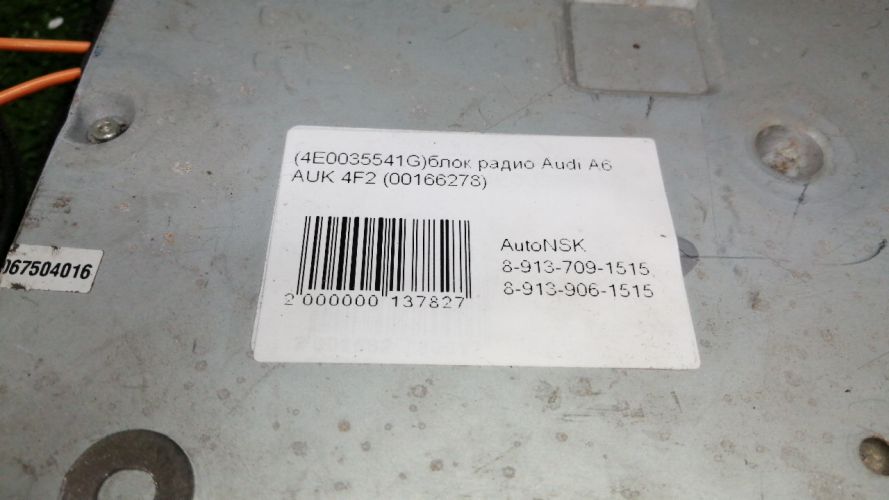 (4E0035541G)блок радио Audi A6
AUK 4F2 (00166278)
AutoNSK
8-913-709-1515,
8-913-906-1515
2 000000 137827
067504016